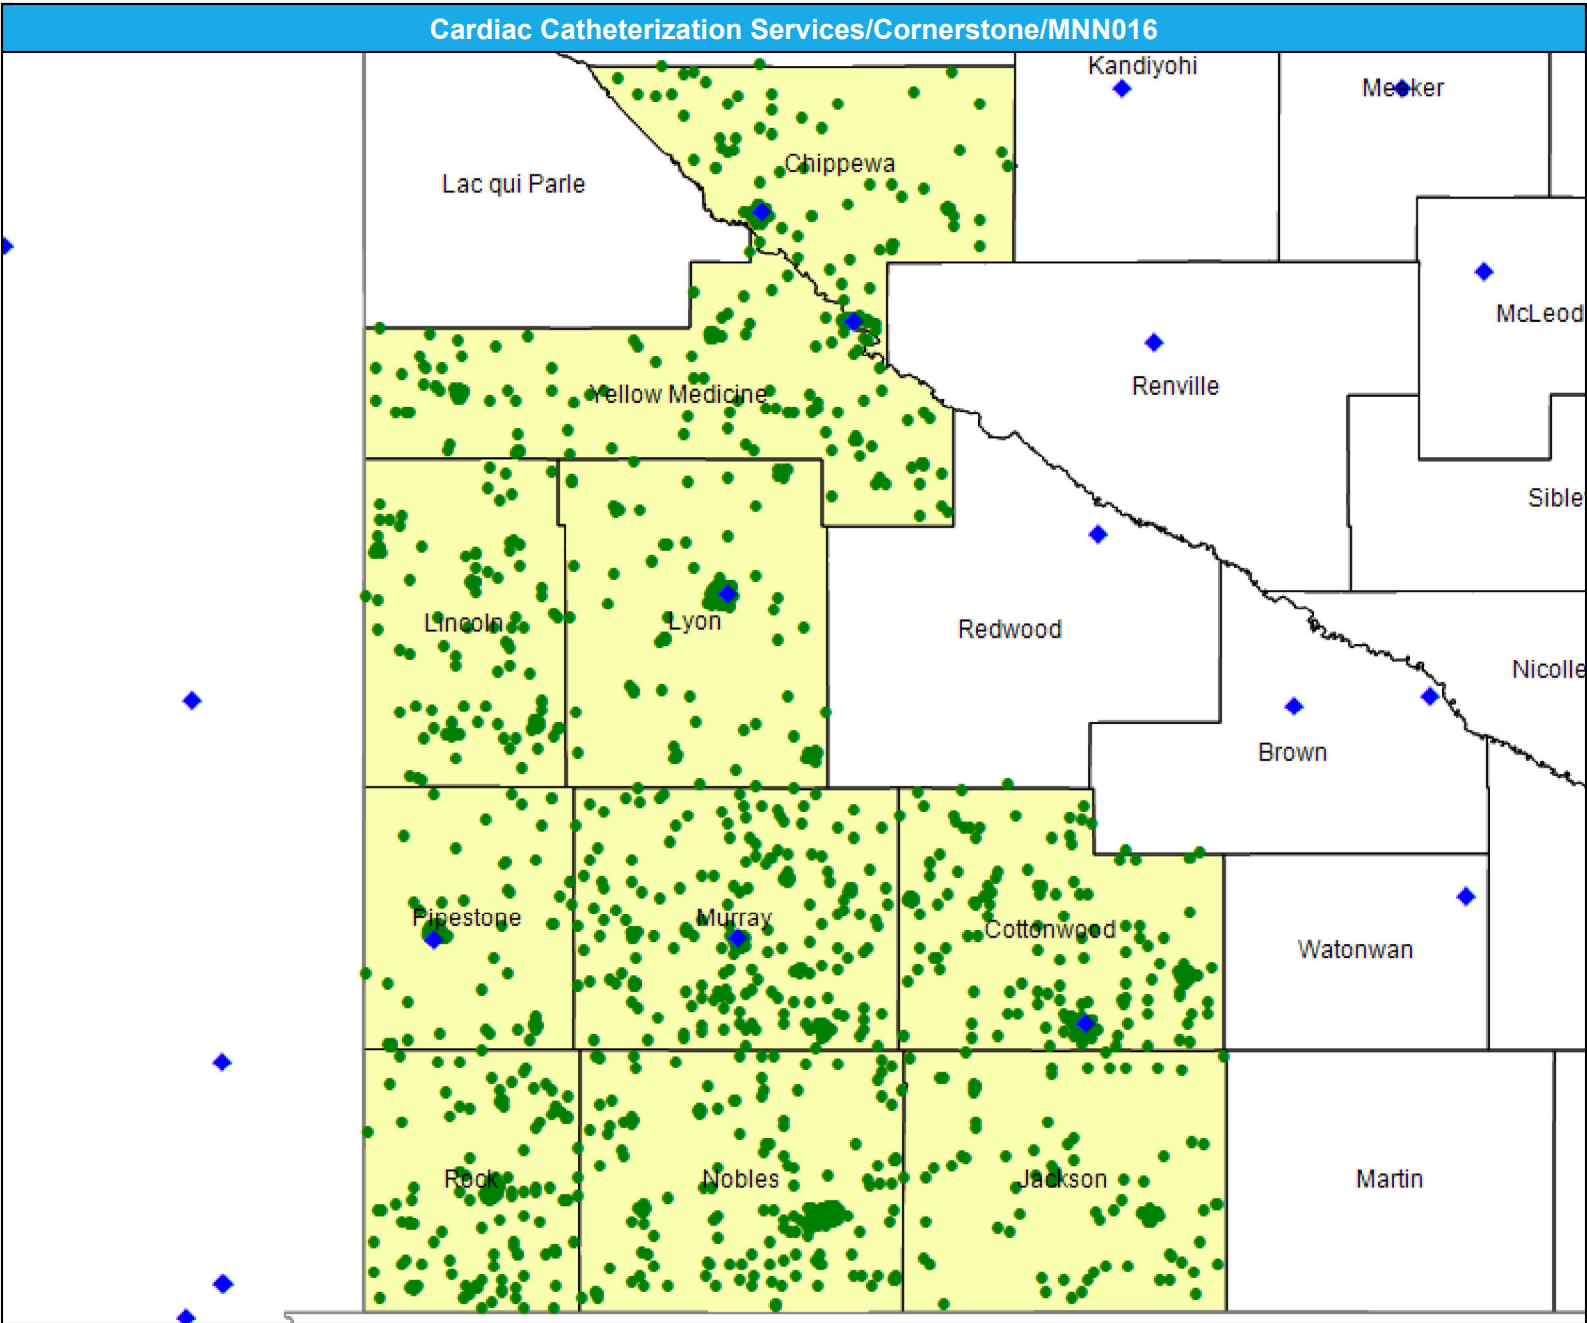 Cardiac Catheterization Services/Cornerstone/MNN016
Kandiyohi
Meeker
Chippewa
Lac qui Parle
McLeod
Renville
Yellow Medicine
Sible
Lincoln
Lyon
Redwood
Nicolle
Brown
Pipestone
Murray
Cottonwood
Watonwan
Rock
Nobles
Jackson
Martin